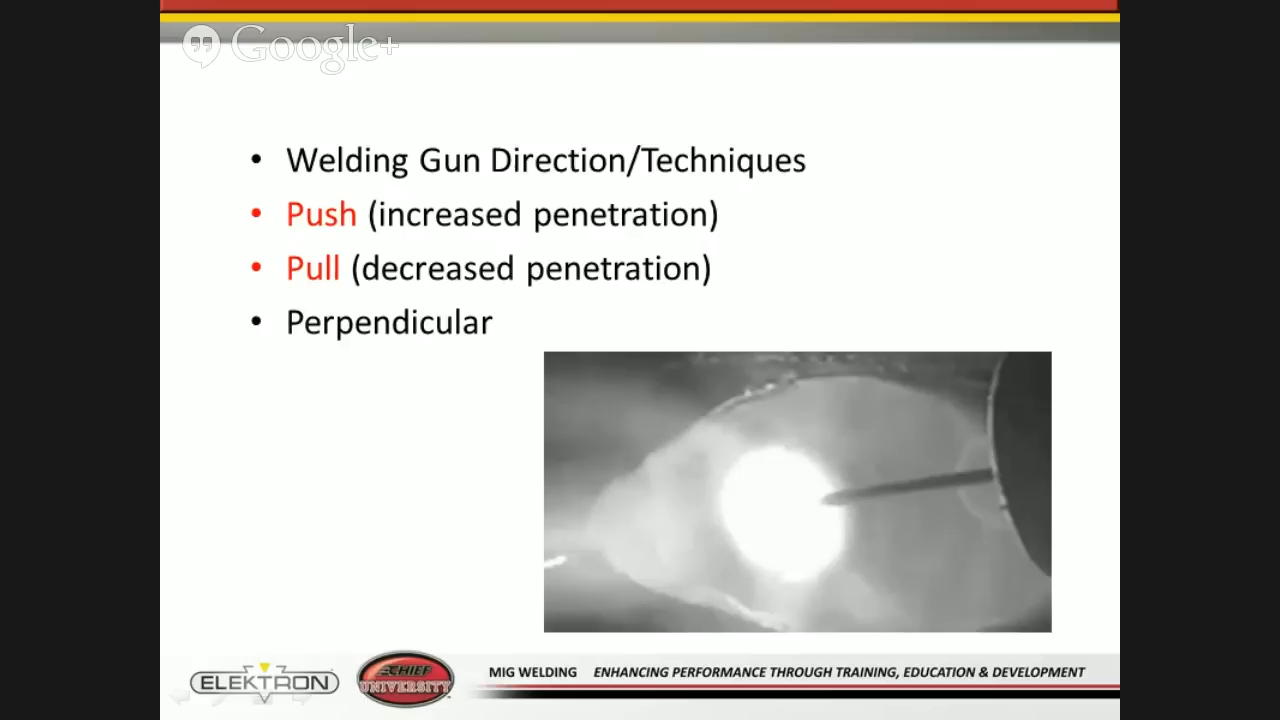 Google+
• Welding Gun Direction/Techniques
• Push (increased penetration)
• Pull (decreased penetration)
• Perpendicular
ELEKTRON
CHIEF
UNIVERSITY
MIG WELDING ENHANCING PERFORMANCE THROUGH TRAINING, EDUCATION & DEVELOPMENT